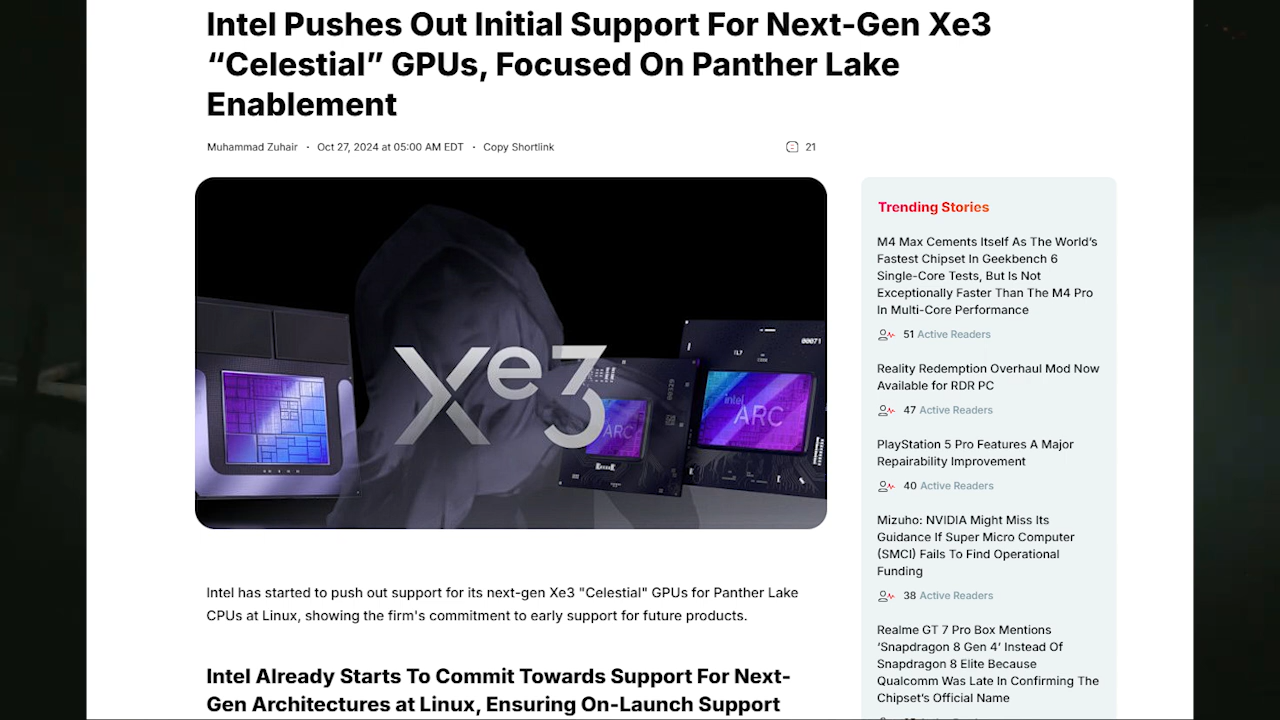 Intel Pushes Out Initial Support For Next-Gen Xe3
“Celestial” GPUs, Focused On Panther Lake
Enablement
Muhammad Zuhair • Oct 27, 2024 at 05:00 AM EDT • Copy Shortlink
21
Xe3
ARC
intel
ARC
00071
Trending Stories
M4 Max Cements Itself As The World’s
Fastest Chipset In Geekbench 6
Single-Core Tests, But Is Not
Exceptionally Faster Than The M4 Pro
In Multi-Core Performance
51 Active Readers
Reality Redemption Overhaul Mod Now
Available for RDR PC
47 Active Readers
PlayStation 5 Pro Features A Major
Repairability Improvement
40 Active Readers
Mizuho: NVIDIA Might Miss Its
Guidance If Super Micro Computer
(SMCI) Fails To Find Operational
Funding
38 Active Readers
Realme GT 7 Pro Box Mentions
‘Snapdragon 8 Gen 4’ Instead Of
Snapdragon 8 Elite Because
Qualcomm Was Late In Confirming The
Chipset’s Official Name
Intel has started to push out support for its next-gen Xe3 "Celestial" GPUs for Panther Lake
CPUs at Linux, showing the firm's commitment to early support for future products.
Intel Already Starts To Commit Towards Support For Next-
Gen Architectures at Linux, Ensuring On-Launch Support